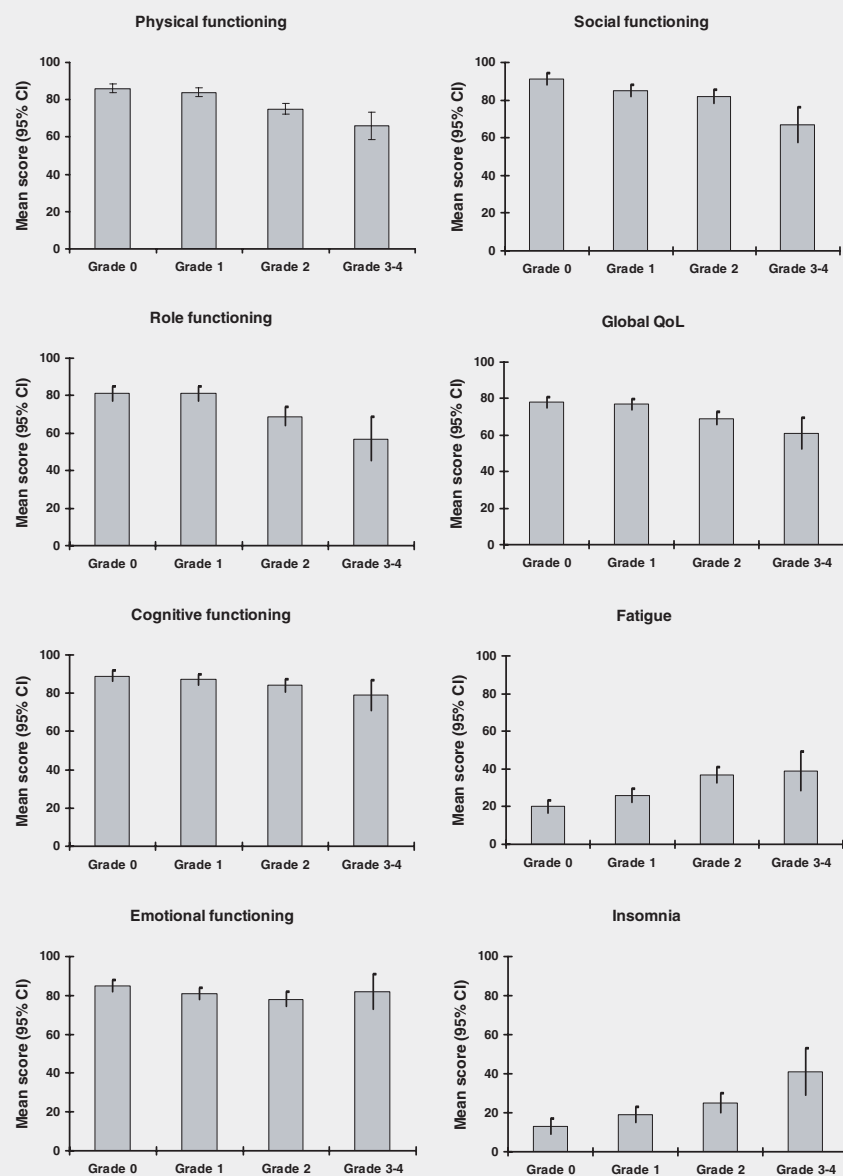 Physical functioning
Mean score (95% CI)
100
80
60
40
20
0
Grade 0 Grade 1 Grade 2 Grade 3-4
Social functioning
Mean score (95% CI)
100
80
60
40
20
0
Grade 0 Grade 1 Grade 2 Grade 3-4
Role functioning
Mean score (95% CI)
100
80
60
40
20
0
Grade 0 Grade 1 Grade 2 Grade 3-4
Global QoL
Mean score (95% CI)
100
80
60
40
20
0
Grade 0 Grade 1 Grade 2 Grade 3-4
Cognitive functioning
Mean score (95% CI)
100
80
60
40
20
0
Grade 0 Grade 1 Grade 2 Grade 3-4
Fatigue
Mean score (95% CI)
100
80
60
40
20
0
Grade 0 Grade 1 Grade 2 Grade 3-4
Emotional functioning
Mean score (95% CI)
100
80
60
40
20
0
Grade 0 Grade 1 Grade 2 Grade 3-4
Insomnia
Mean score (95% CI)
100
80
60
40
20
0
Grade 0 Grade 1 Grade 2 Grade 3-4